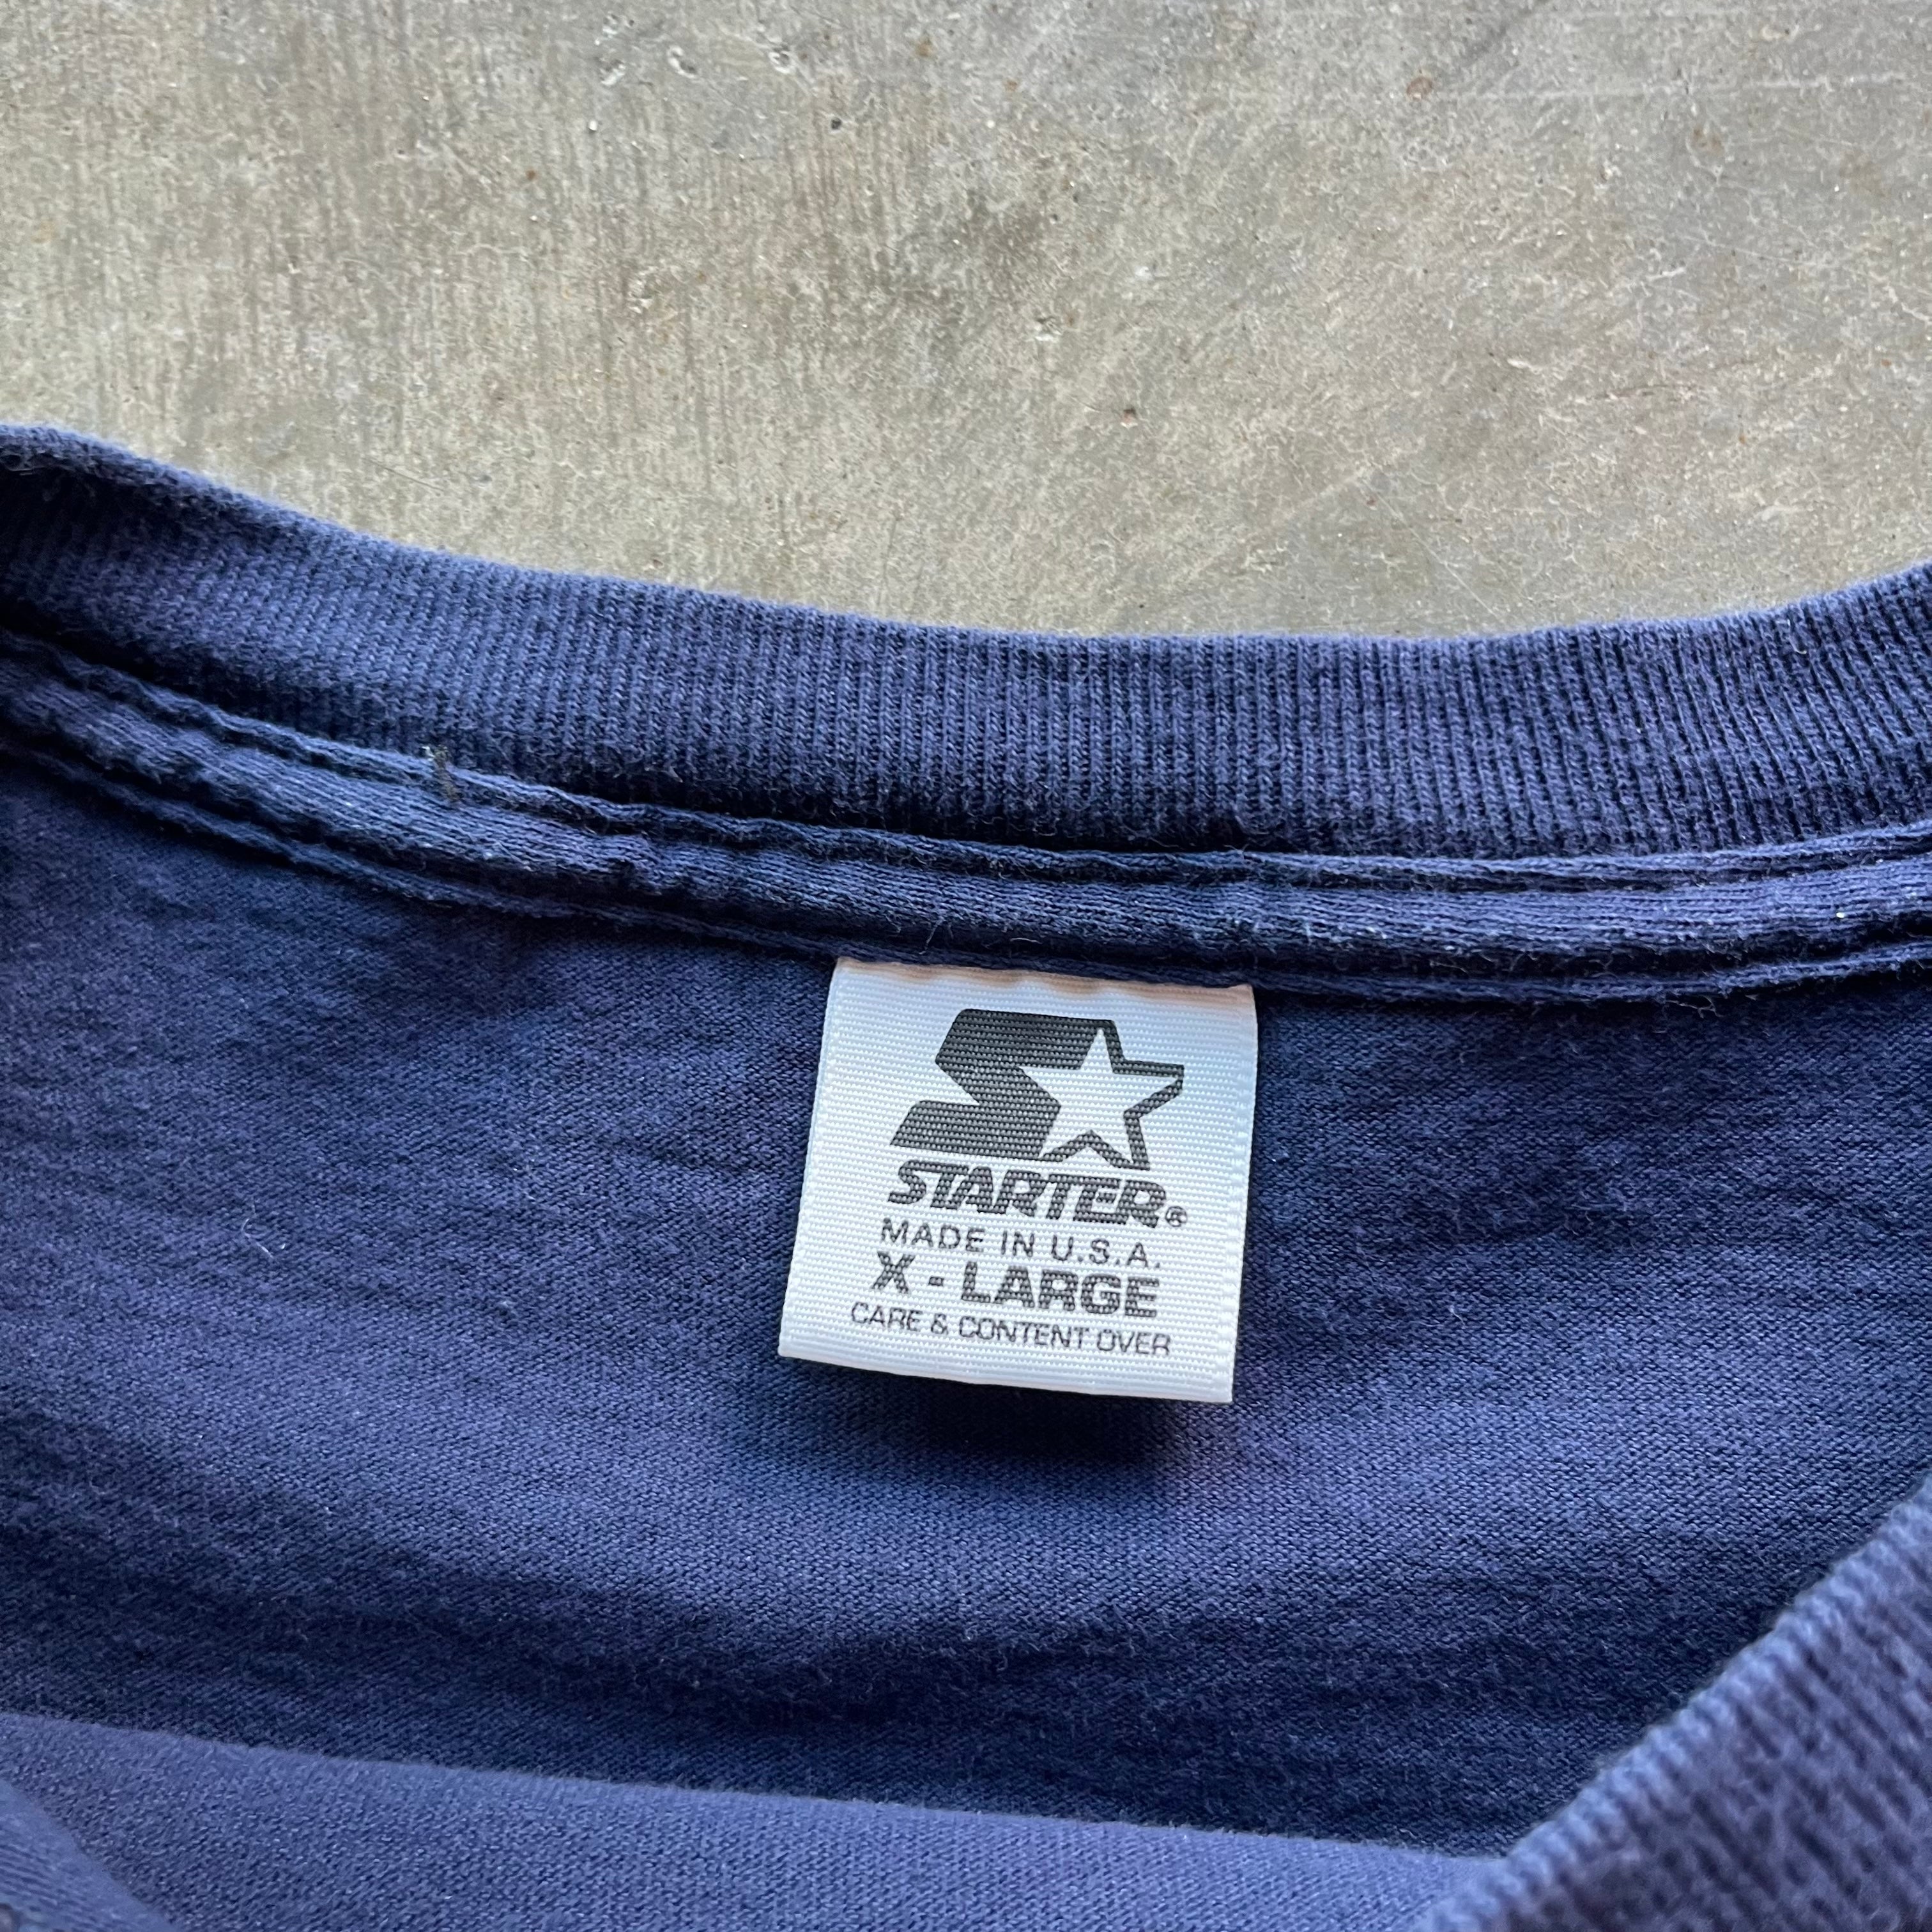 STARTER®
MADE IN U.S.A.
X-LARGE
CARE & CONTENT OVER